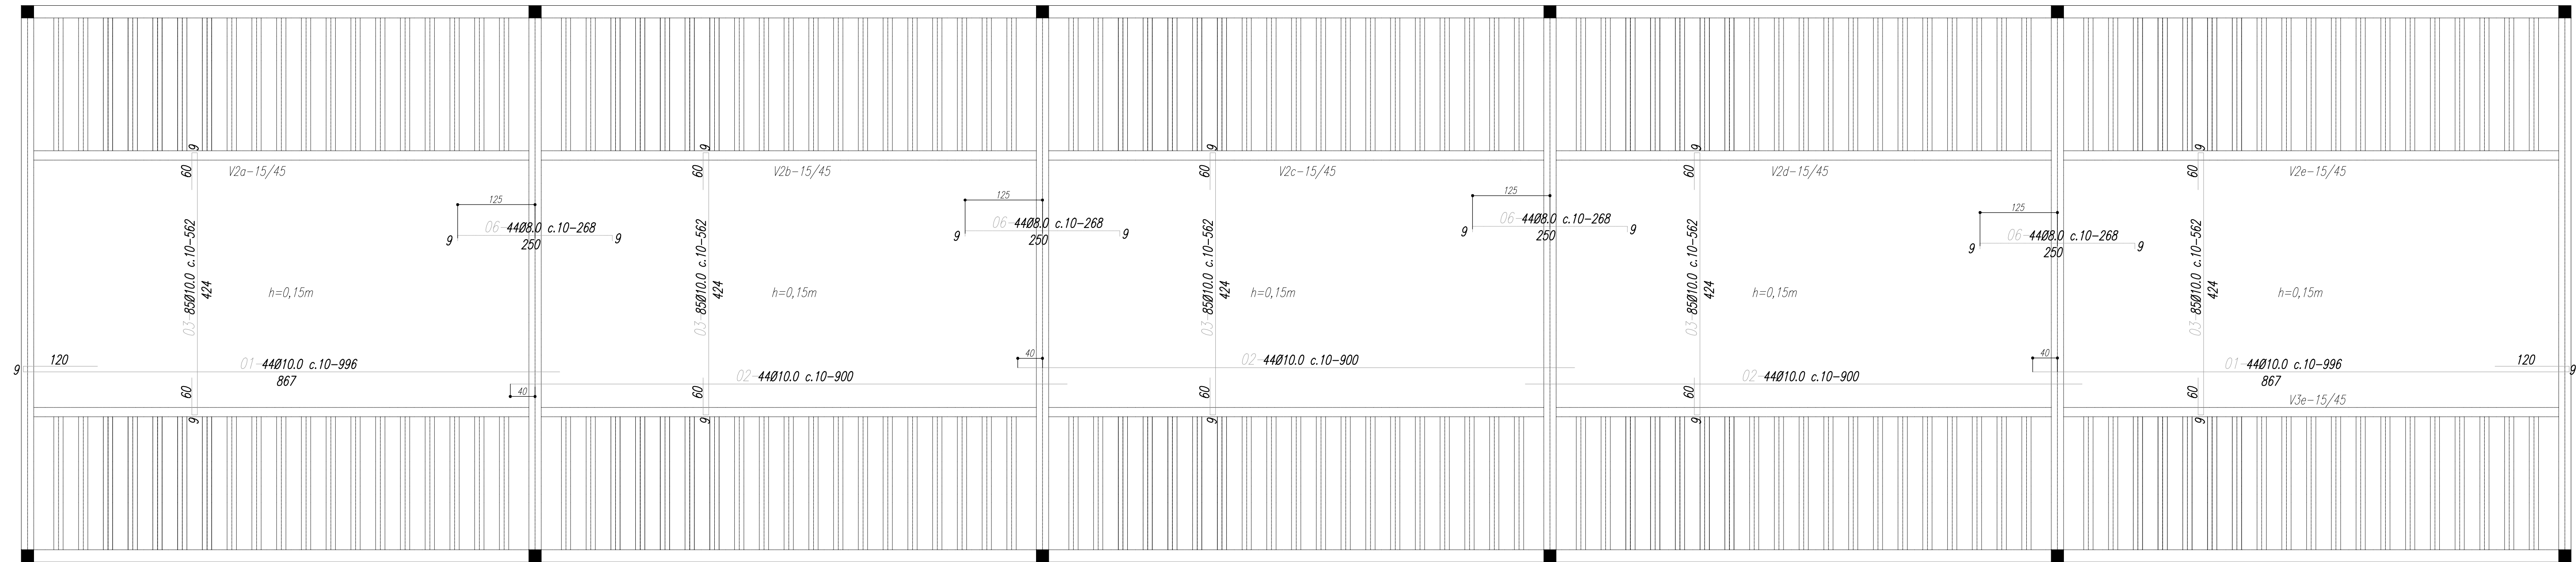 9 9 9 9 9
60 60 60 60 60
V2a-15/45 V2b-15/45 V2c-15/45 V2d-15/45 V2e-15/45
125 125 125 125
06-44Ø8.0 c.10-268 06-44Ø8.0 c.10-268 06-44Ø8.0 c.10-268 06-44Ø8.0 c.10-268
9 250 9 9 250 9 9 250 9 9 250 9
03-85Ø10.0 c.10-562 03-85Ø10.0 c.10-562 03-85Ø10.0 c.10-562 03-85Ø10.0 c.10-562 03-85Ø10.0 c.10-562
424 424 424 424 424
h=0,15m h=0,15m h=0,15m h=0,15m h=0,15m
40 40
120 01-44Ø10.0 c.10-996 02-44Ø10.0 c.10-900 01-44Ø10.0 c.10-996 120
9 867 02-44Ø10.0 c.10-900 02-44Ø10.0 c.10-900 867 9
60 40 60 60 60 60
V3e-15/45
9 9 9 9 9